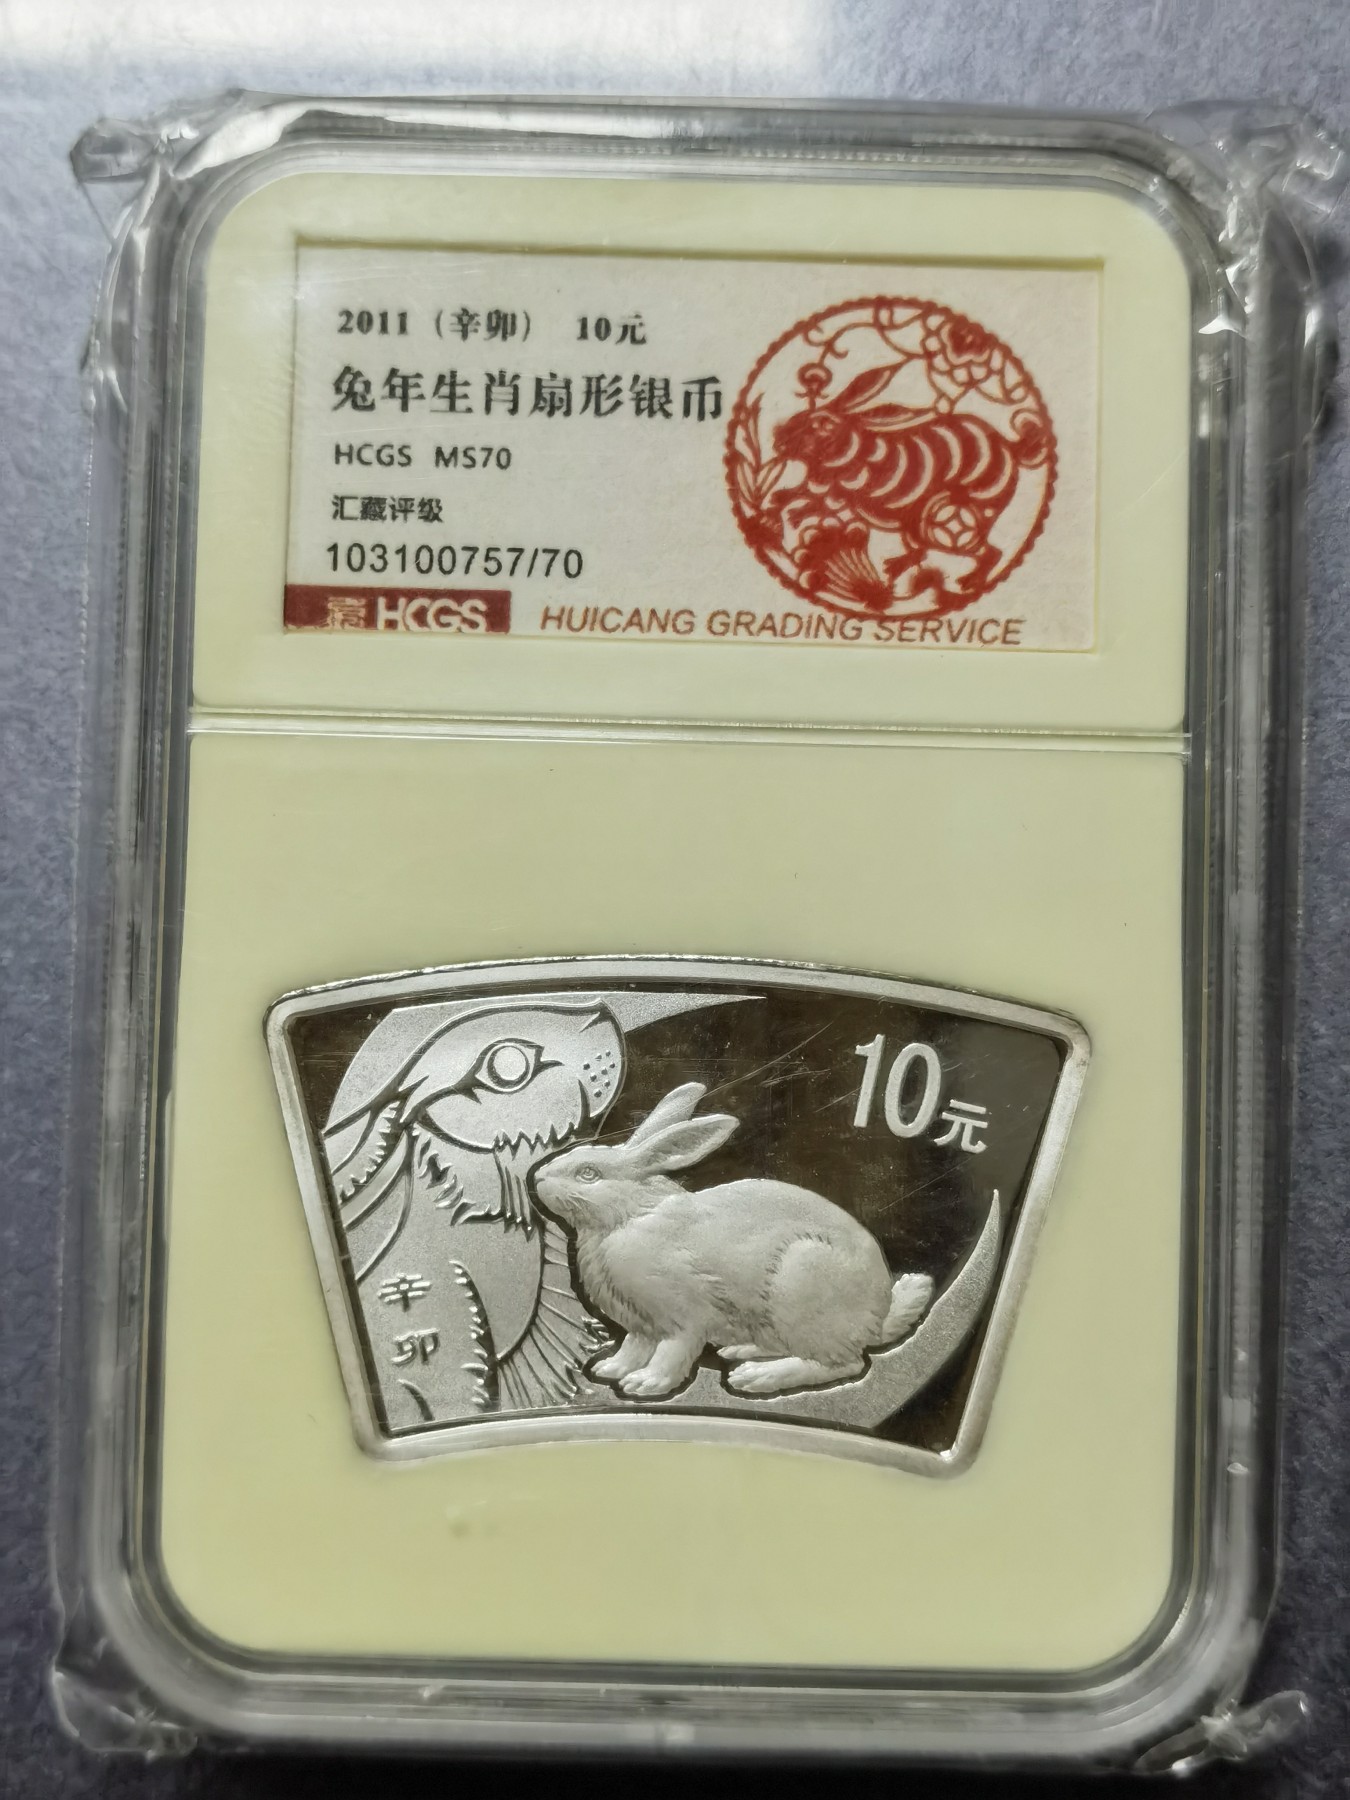 2011（辛卯） 10元
兔年生肖扇形银币
HCGS MS70
汇藏评级
103100757/70
HCGS HUICANG GRADING SERVICE
10元
辛
卯